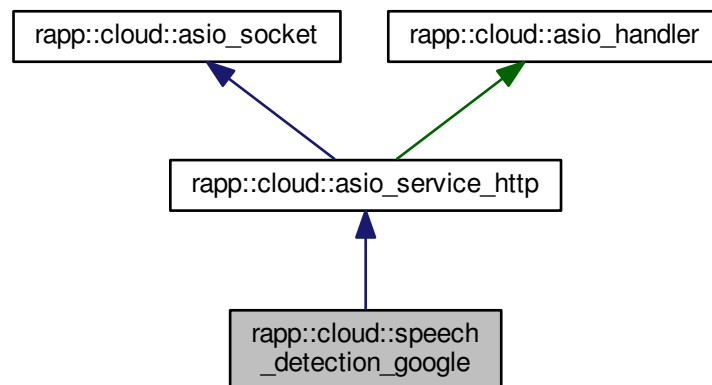 rapp::cloud::asio_socket
rapp::cloud::asio_handler
rapp::cloud::asio_service_http
rapp::cloud::speech
_detection_google